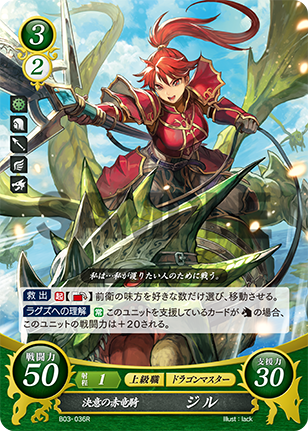 3
2
SAMPLE
私は…私が護りたい人のために戦う。
救出 起 【 】 前衛の味方を好きな数だけ選び、移動させる。
ラグズへの理解 常 このユニットを支援しているカードが の場合、
このユニットの戦闘力は+20される。
戦闘力
50
射程 1 上級職 ドラゴンマスター
支援力
30
決意の赤竜騎 ジル
B03-036R Illust:lack